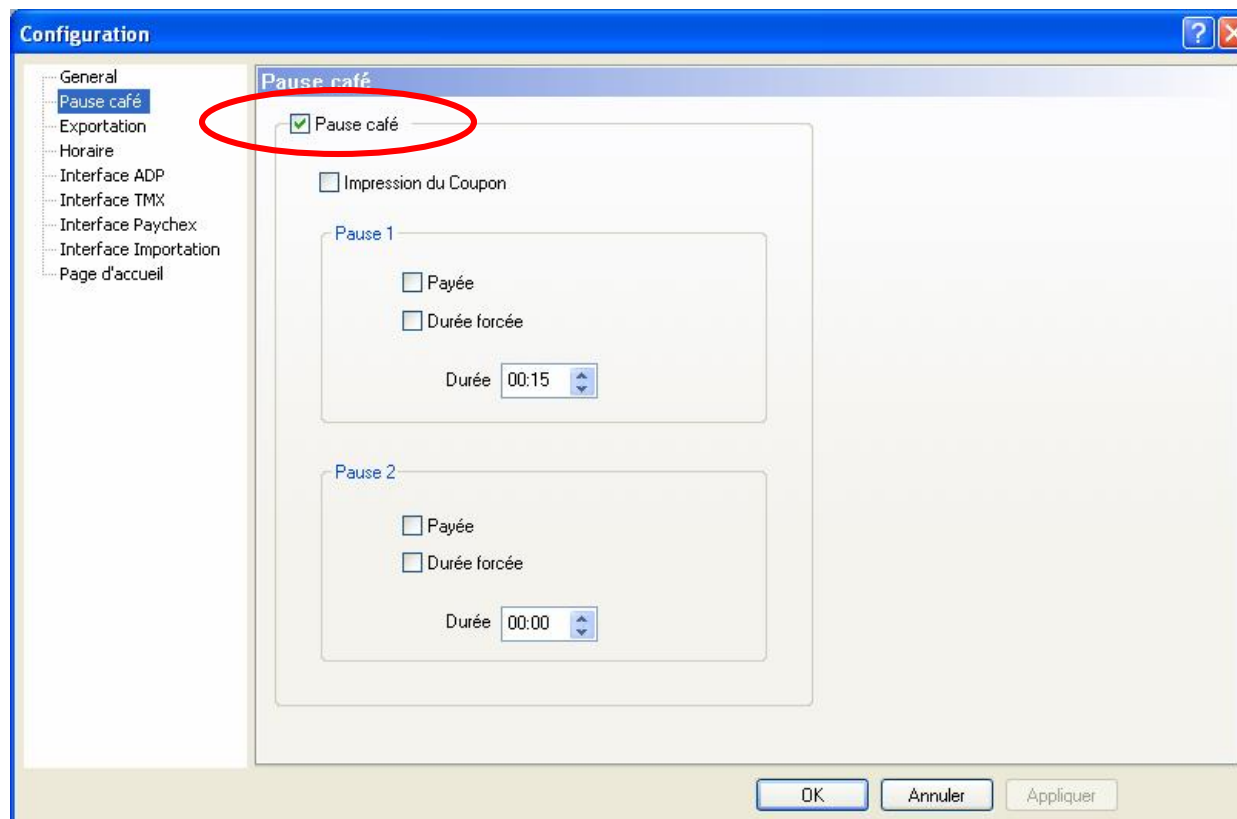 Configuration
General
Pause café
Exportation
Horaire
Interface ADP
Interface TMX
Interface Paychex
Interface Importation
Page d'accueil
Pause café
Pause café
Impression du Coupon
Pause 1
Payée
Durée forcée
Durée 00:15
Pause 2
Payée
Durée forcée
Durée 00:00
OK Annuler Appliquer